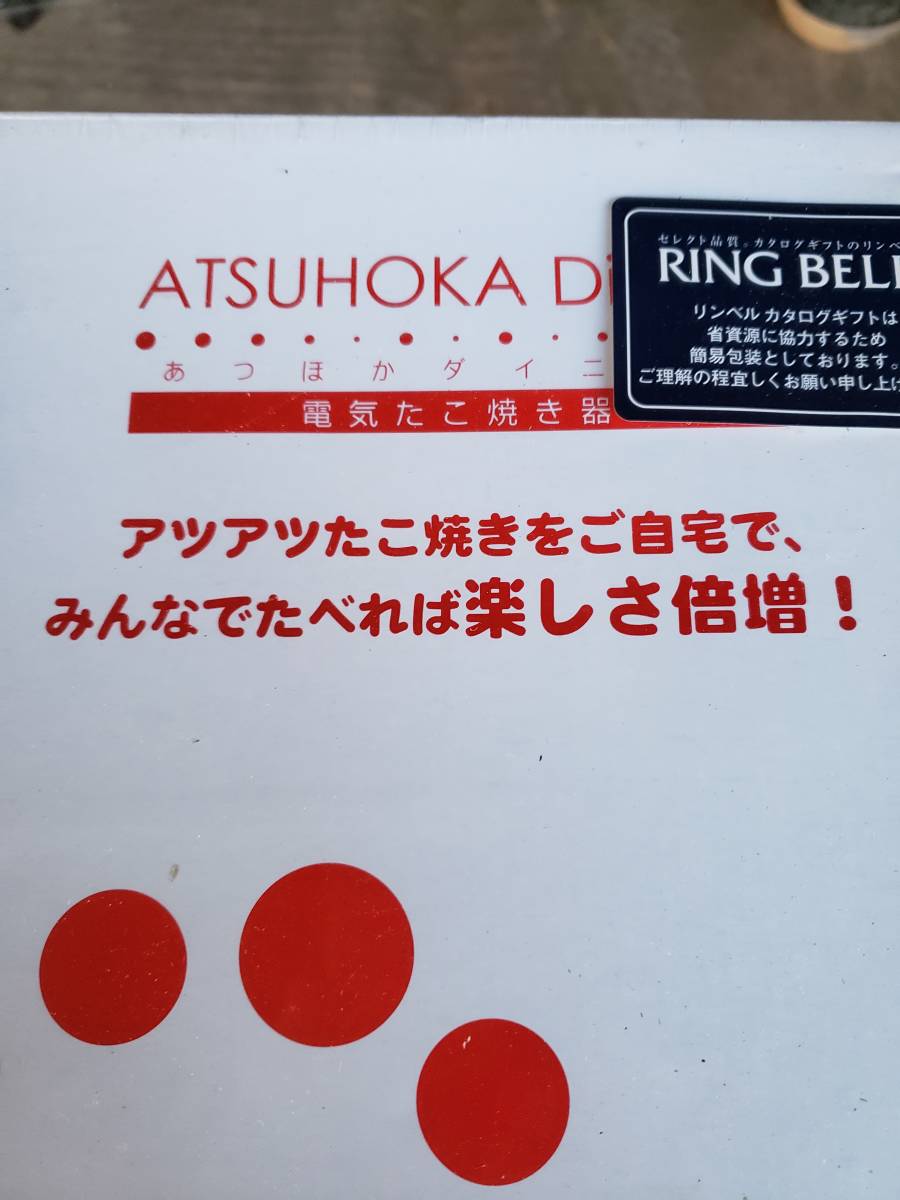 ATSUHOKA Di
あつほかダイニ
電気たこ焼き器
セレクト品質。カタログギフトのリンベ
RING BELL
リンベル カタログギフトは
省資源に協力するため
簡易包装としております。
ご理解の程宜しくお願い申し上げ
アツアツたこ焼きをご自宅で、
みんなでたべれば楽しさ倍増！